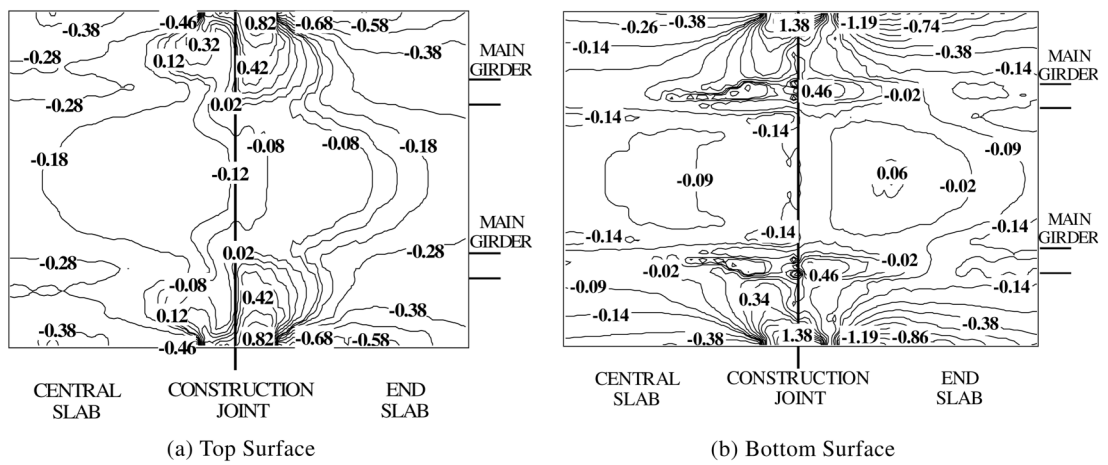 -0.38 -0.46 0.82 -0.68 -0.58
-0.28 0.32 -0.38
0.12 0.42
-0.28 0.02
-0.08 -0.08 -0.18
-0.18 -0.12
0.02 -0.28
-0.28
-0.08 0.42
0.12 -0.38
-0.38
-0.46 0.82 -0.68 -0.58
MAIN
GIRDER
MAIN
GIRDER
CENTRAL
SLAB
CONSTRUCTION
JOINT
END
SLAB
(a) Top Surface
-0.26 -0.38 1.38 -1.19 -0.74
-0.14 -0.38
-0.14
0.46 -0.02
-0.14 -0.14
-0.09
-0.09 0.06 -0.02
-0.14 -0.14 -0.14
-0.02 0.46 -0.02
-0.09 0.34 -0.14
-0.14 -0.38
-0.38 1.38 -1.19 -0.86
MAIN
GIRDER
MAIN
GIRDER
CENTRAL
SLAB
CONSTRUCTION
JOINT
END
SLAB
(b) Bottom Surface